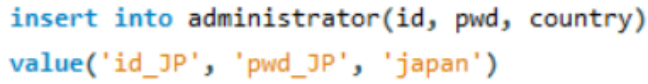 insert into administrator(id, pwd, country)
value('id_JP', 'pwd_JP', 'japan')